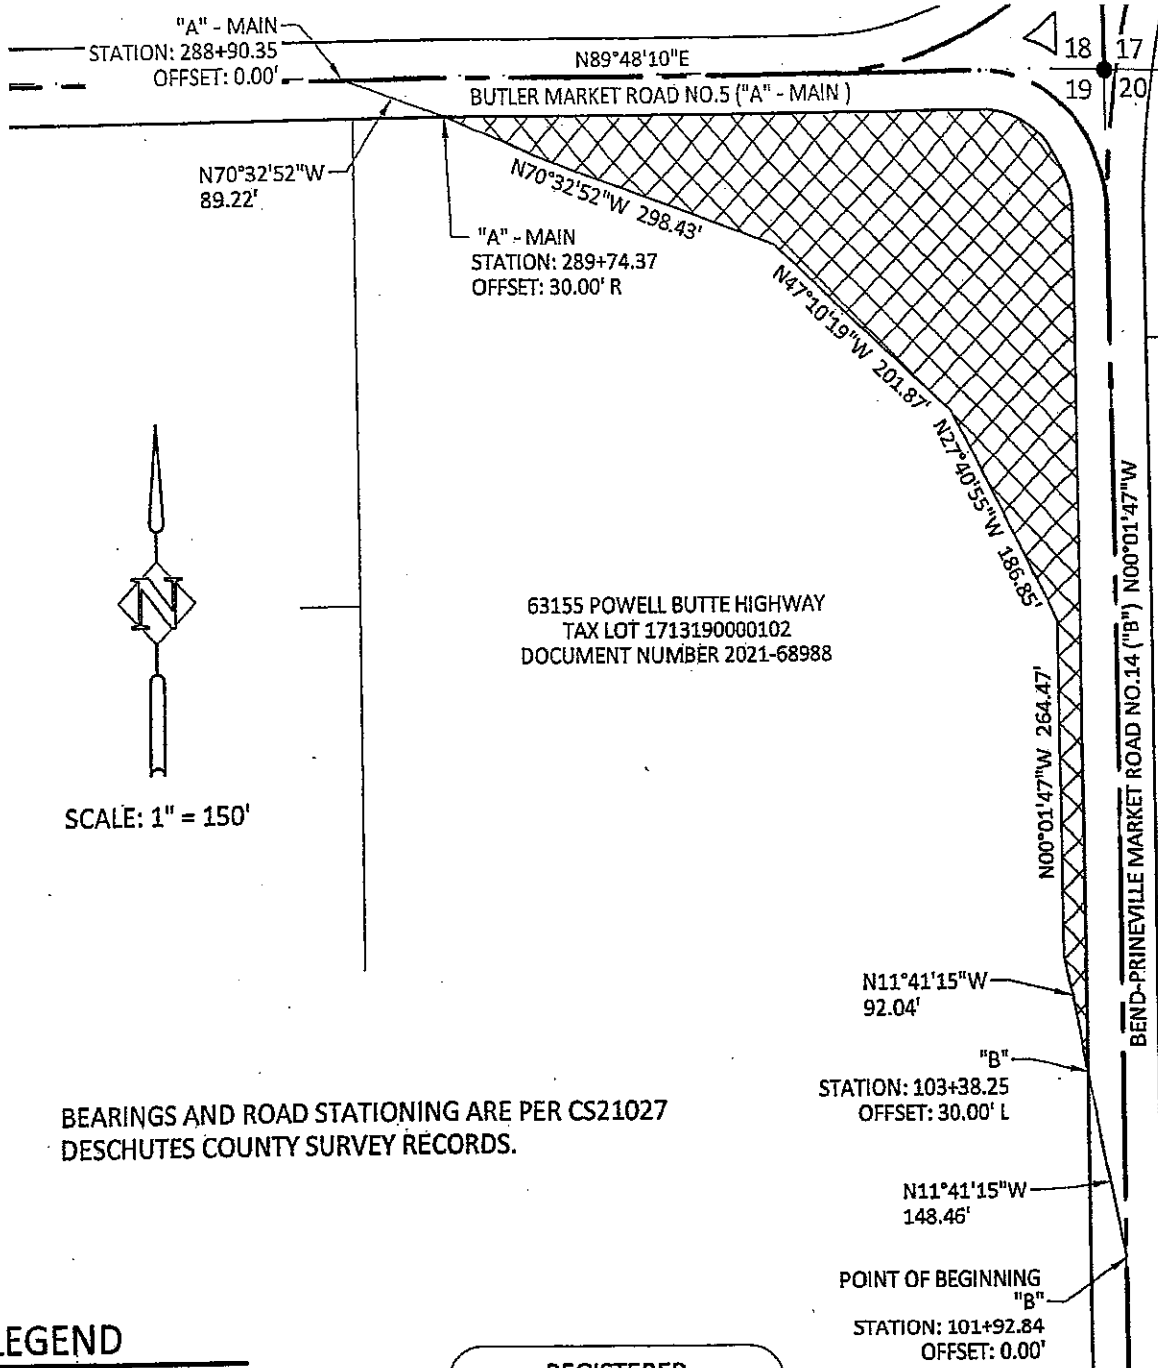 "A" - MAIN
STATION: 288+90.35
OFFSET: 0.00'
N89°48'10"E
BUTLER MARKET ROAD NO.5 ("A" - MAIN )
18 17
19 20
N70°32'52"W
89.22'
N70°32'52"W 298.43'
"A" - MAIN
STATION: 289+74.37
OFFSET: 30.00' R
N47°10'19"W 201.87'
N27°40'55"W 186.85'
N
63155 POWELL BUTTE HIGHWAY
TAX LOT 1713190000102
DOCUMENT NUMBER 2021-68988
N00°01'47"W 264.47'
BEND-PRINEVILLE MARKET ROAD NO.14 ("B") N00°01'47"W
SCALE: 1" = 150'
N11°41'15"W
92.04'
"B"
STATION: 103+38.25
OFFSET: 30.00' L
BEARINGS AND ROAD STATIONING ARE PER CS21027
DESCHUTES COUNTY SURVEY RECORDS.
N11°41'15"W
148.46'
POINT OF BEGINNING
"B"
STATION: 101+92.84
OFFSET: 0.00'
LEGEND
REGISTERED